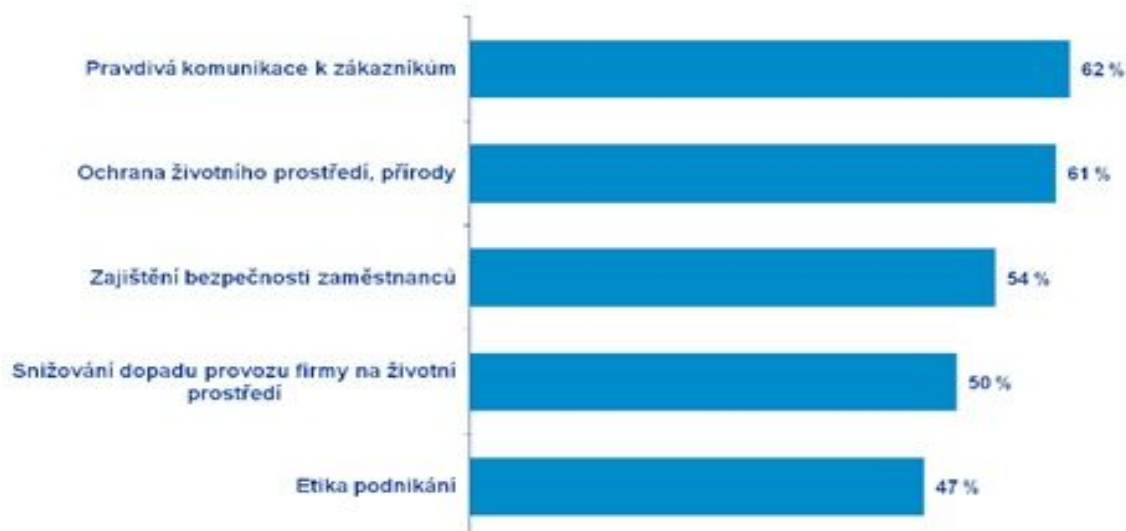 Pravdivá komunikace k zákazníkům
62 %
Ochrana životního prostředí, přírody
61 %
Zajištění bezpečnosti zaměstnanců
54 %
Snižování dopadu provozu firmy na životní
prostředí
50 %
Etika podnikání
47 %